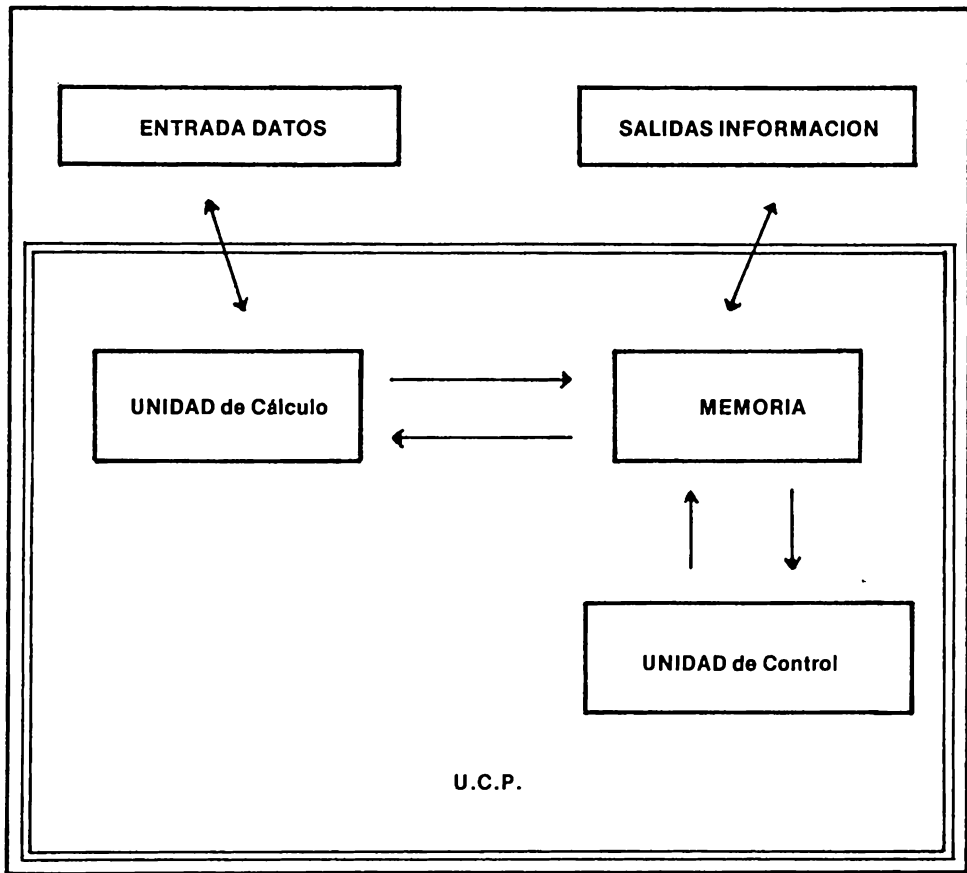 ENTRADA DATOS
SALIDAS INFORMACION
UNIDAD de Cálculo
MEMORIA
UNIDAD de Control
U.C.P.